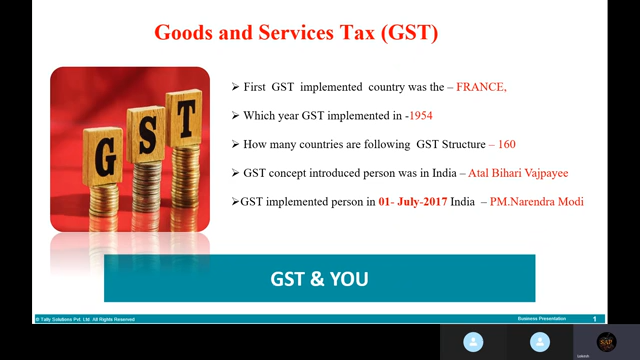 Goods and Services Tax (GST)
G S T
➢ First GST implemented country was the – FRANCE,
➢ Which year GST implemented in -1954
➢ How many countries are following GST Structure – 160
➢ GST concept introduced person was in India – Atal Bihari Vajpayee
➢GST implemented person in 01- July-2017 India – PM.Narendra Modi
GST & YOU
© Tally Solutions Pvt. Ltd. All Rights Reserved
Business Presentation 1
Lokesh
SAP